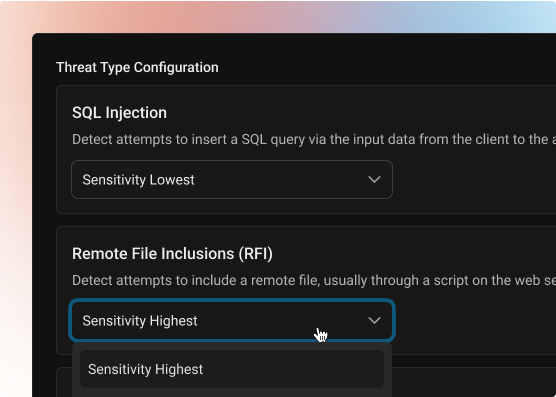 Threat Type Configuration
SQL Injection
Detect attempts to insert a SQL query via the input data from the client to the
Sensitivity Lowest
Remote File Inclusions (RFI)
Detect attempts to include a remote file, usually through a script on the web
Sensitivity Highest
Sensitivity Highest